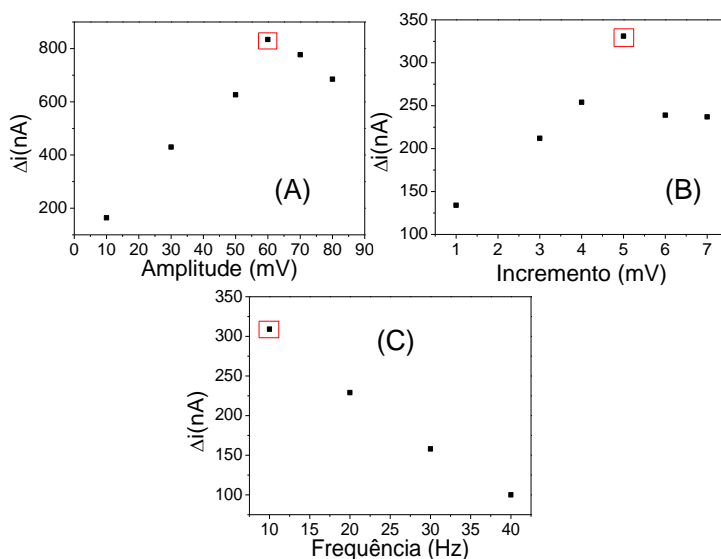 800
600
400
200
Δi(nA)
(A)
0 10 20 30 40 50 60 70 80 90
Amplitude (mV)
350
300
250
200
150
100
Δi(nA)
(B)
1 2 3 4 5 6 7
Incremento (mV)
350
300
250
200
150
100
Δi(nA)
(C)
10 15 20 25 30 35 40
Frequência (Hz)